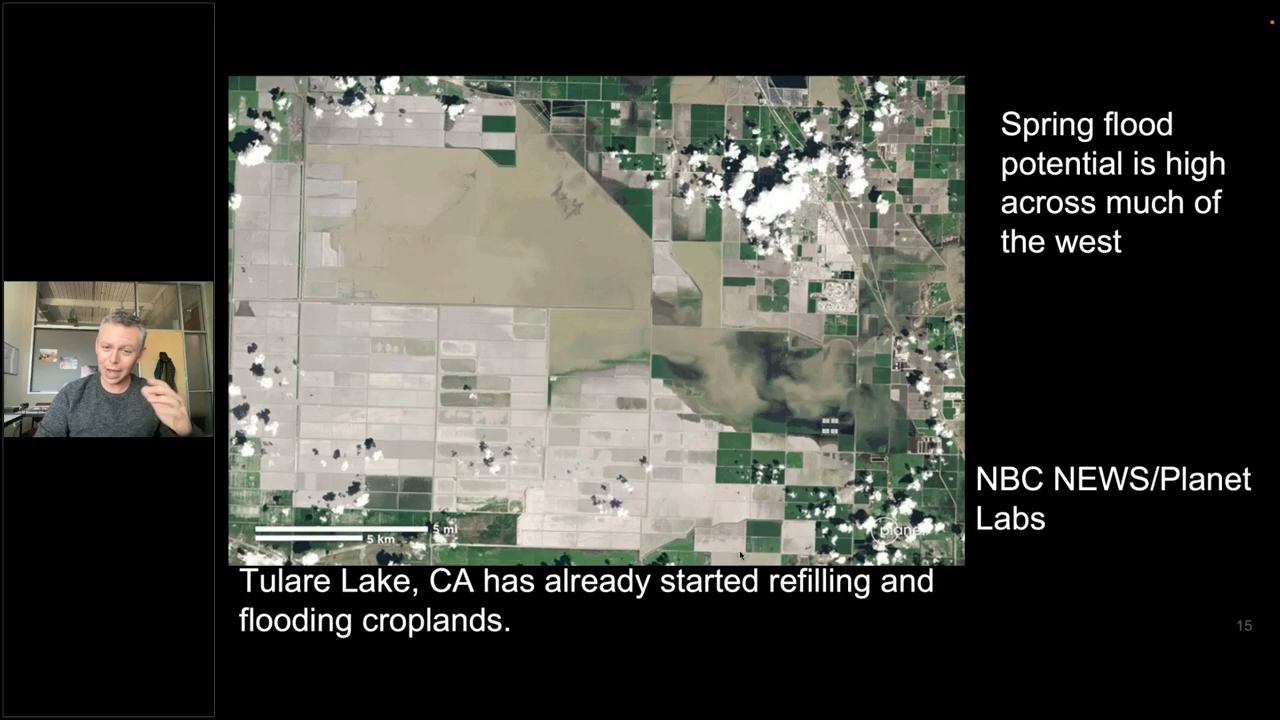 Spring flood
potential is high
across much of
the west
NBC NEWS/Planet
Labs
5 mi
5 km
planet
Tulare Lake, CA has already started refilling and
flooding croplands.
15